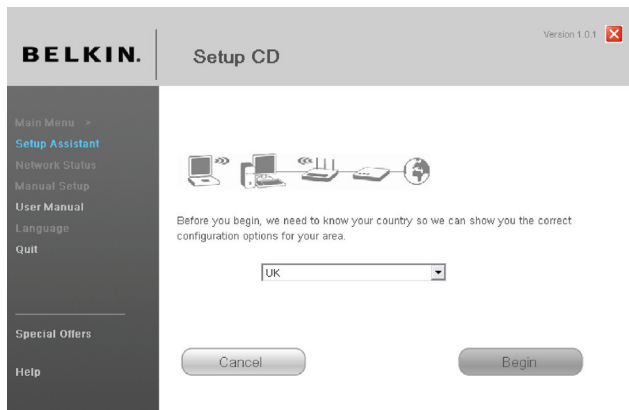 BELKIN.
Setup CD
Version 1.0.1
Main Menu >
Setup Assistant
Network Status
Manual Setup
User Manual
Language
Quit
Special Offers
Help
Before you begin, we need to know your country so we can show you the correct
configuration options for your area.
UK
Cancel
Begin